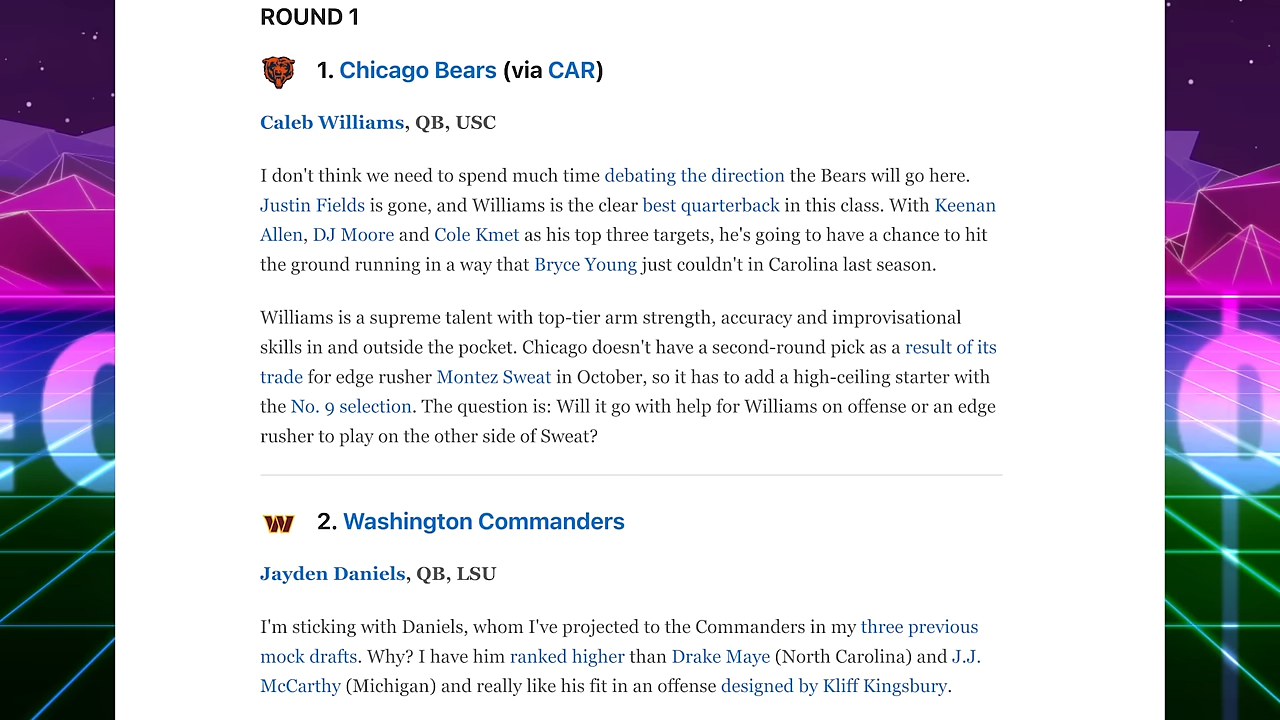 ROUND 1
1. Chicago Bears (via CAR)
Caleb Williams, QB, USC
I don't think we need to spend much time debating the direction the Bears will go here.
Justin Fields is gone, and Williams is the clear best quarterback in this class. With Keenan
Allen, DJ Moore and Cole Kmet as his top three targets, he's going to have a chance to hit
the ground running in a way that Bryce Young just couldn't in Carolina last season.
Williams is a supreme talent with top-tier arm strength, accuracy and improvisational
skills in and outside the pocket. Chicago doesn't have a second-round pick as a result of its
trade for edge rusher Montez Sweat in October, so it has to add a high-ceiling starter with
the No. 9 selection. The question is: Will it go with help for Williams on offense or an edge
rusher to play on the other side of Sweat?
W 2. Washington Commanders
Jayden Daniels, QB, LSU
I'm sticking with Daniels, whom I've projected to the Commanders in my three previous
mock drafts. Why? I have him ranked higher than Drake Maye (North Carolina) and J.J.
McCarthy (Michigan) and really like his fit in an offense designed by Kliff Kingsbury.